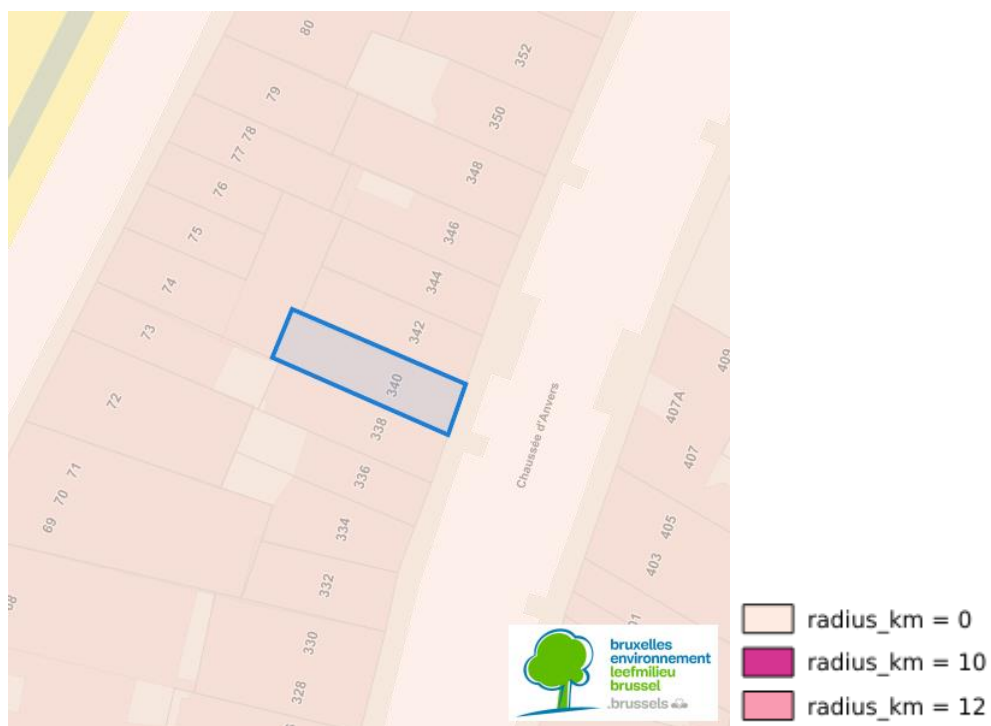 80
352
79
350
77 78
348
76
346
75
344
74
342
73
409
340
72
407A
338
Chaussée d'Anvers
407
336
71
70
69
334
405
403
332
330
328
bruxelles
environnement
leefmilieu
brussel
.brussels
radius_km = 0
radius_km = 10
radius_km = 12